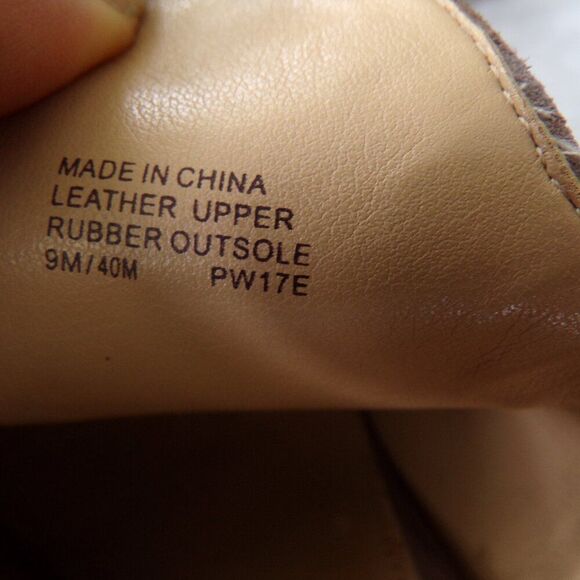 MADE IN CHINA
LEATHER UPPER
RUBBER OUTSOLE
9M/40M PW17E